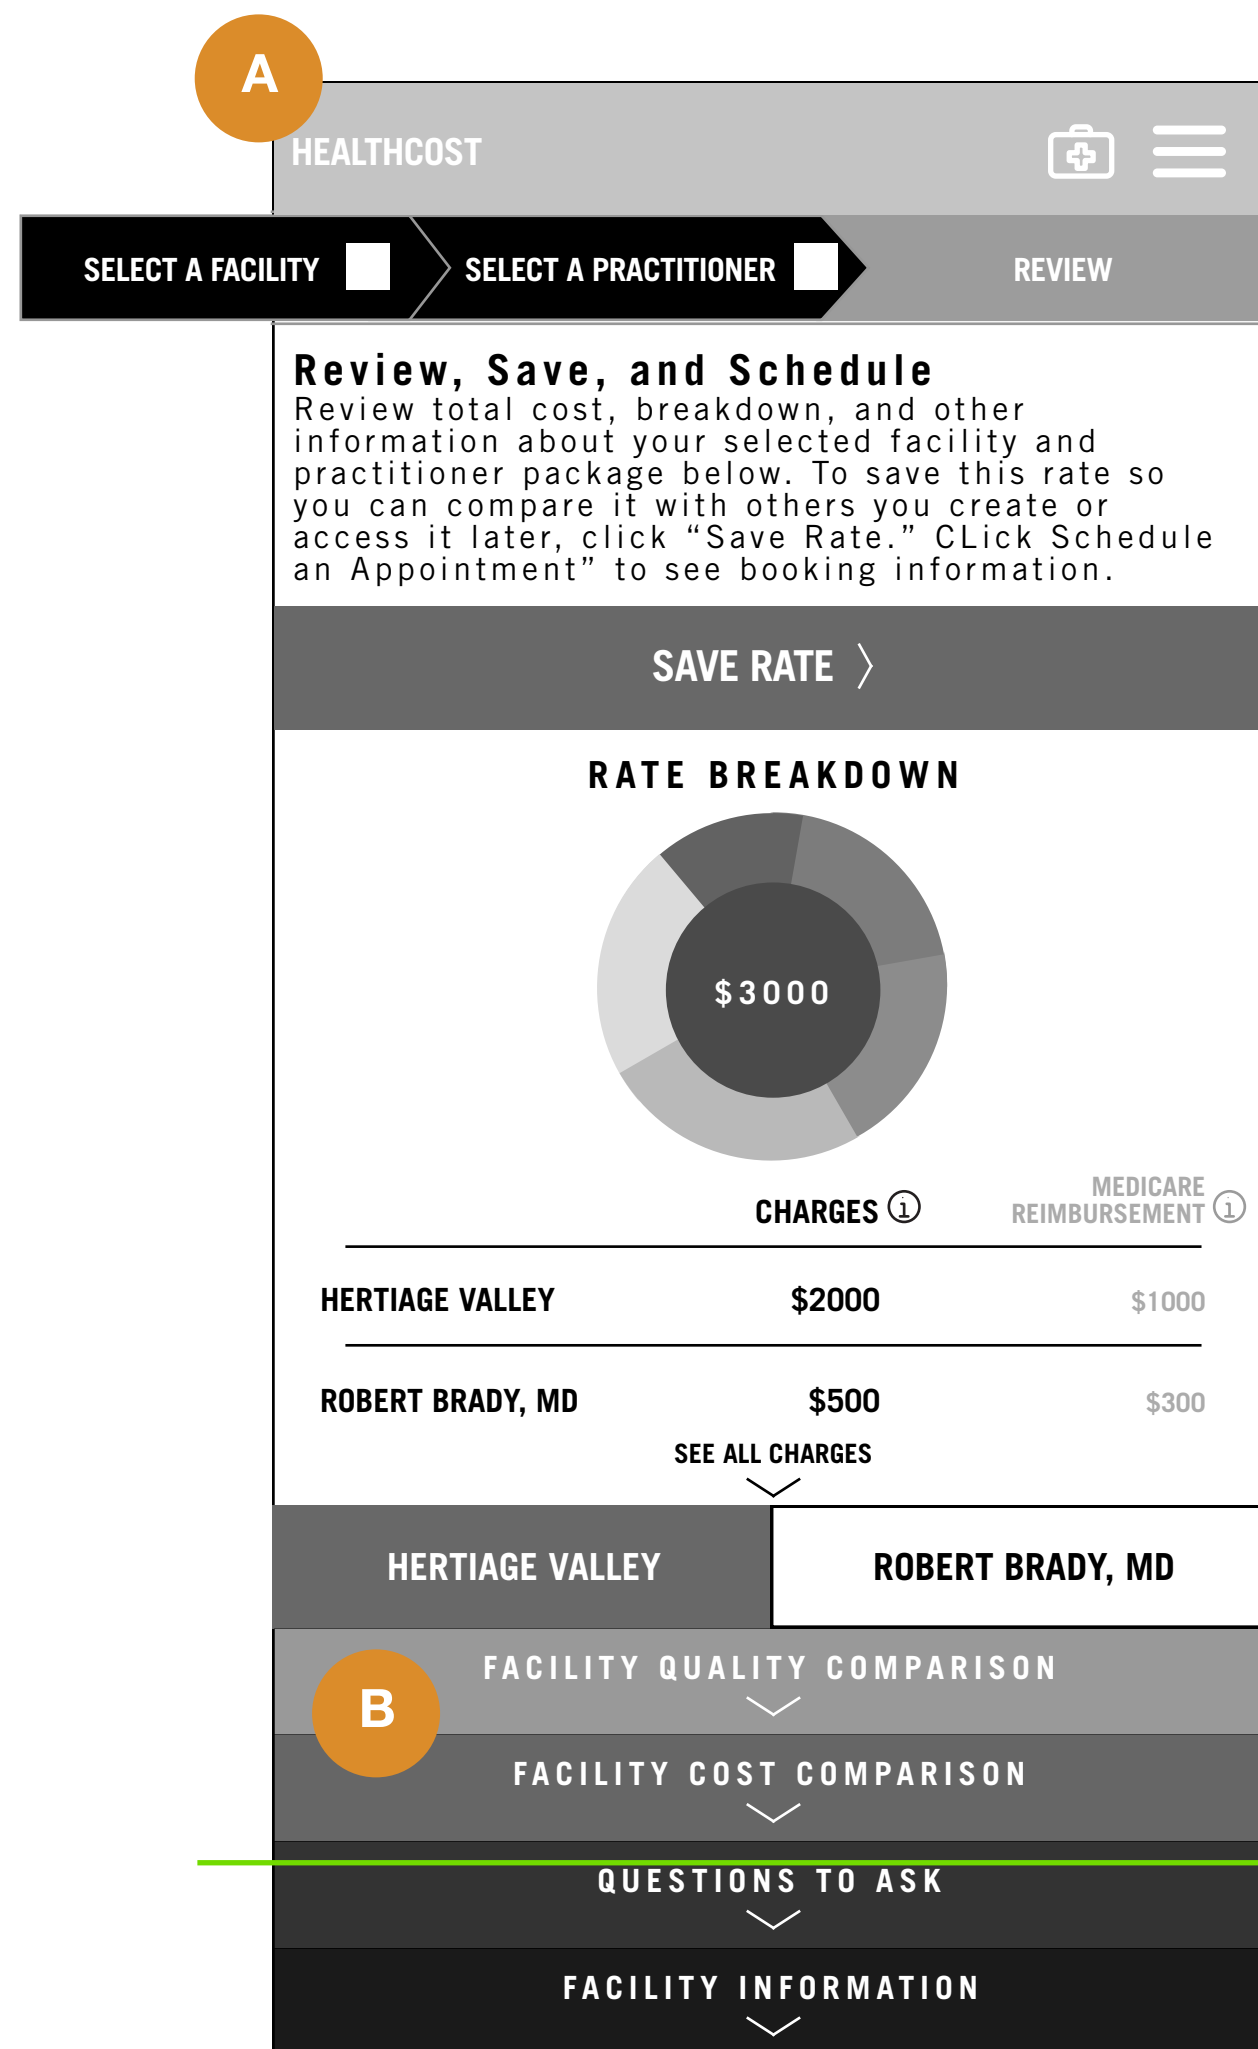 A
HEALTHCOST
SELECT A FACILITY
SELECT A PRACTITIONER
REVIEW
Review, Save, and Schedule
Review total cost, breakdown, and other
information about your selected facility and
practitioner package below. To save this rate so
you can compare it with others you create or
access it later, click “Save Rate.” CLick Schedule
an Appointment” to see booking information.
SAVE RATE
RATE BREAKDOWN
$3000
CHARGES i
MEDICARE
REIMBURSEMENT i
HERTIAGE VALLEY $2000 $1000
ROBERT BRADY, MD $500 $300
SEE ALL CHARGES
HERTIAGE VALLEY
ROBERT BRADY, MD
FACILITY QUALITY COMPARISON
B
FACILITY COST COMPARISON
QUESTIONS TO ASK
FACILITY INFORMATION